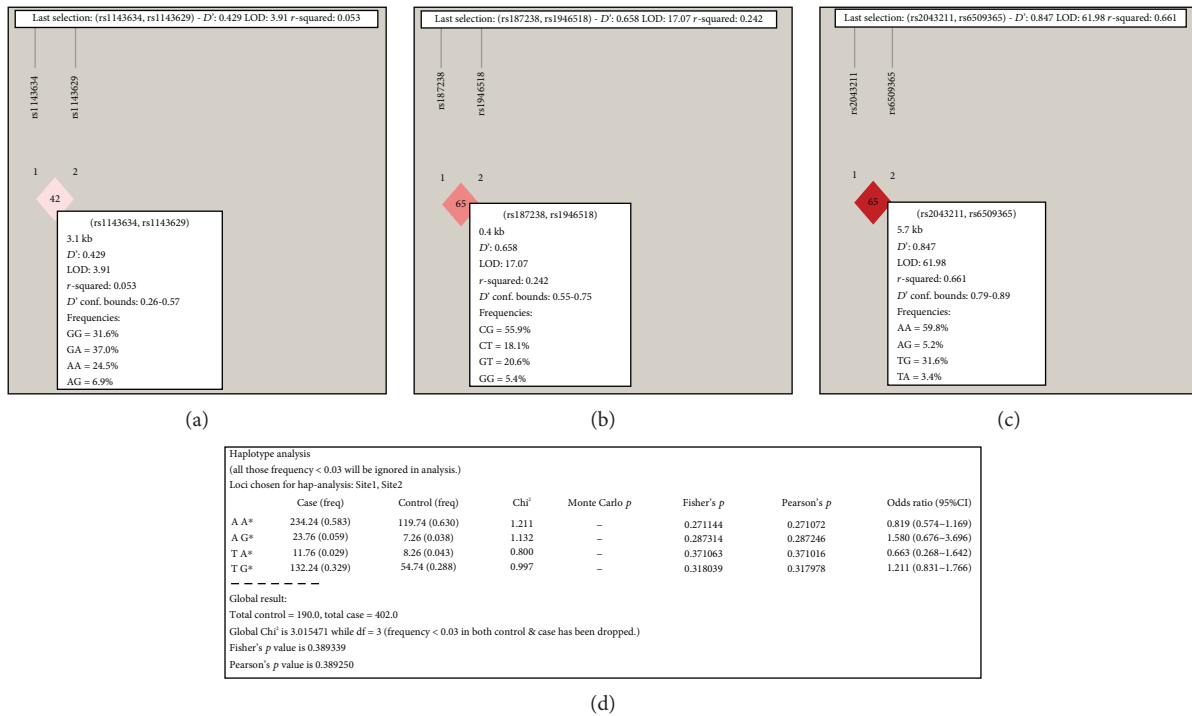 Last selection: (rs1143634, rs1143629) - D': 0.429 LOD: 3.91 r-squared: 0.053
rs1143634
rs1143629
1
2
42
(rs1143634, rs1143629)
3.1 kb
D': 0.429
LOD: 3.91
r-squared: 0.053
D' conf. bounds: 0.26-0.57
Frequencies:
GG = 31.6%
GA = 37.0%
AA = 24.5%
AG = 6.9%
(a)
Last selection: (rs187238, rs1946518) - D': 0.658 LOD: 17.07 r-squared: 0.242
rs187238
rs1946518
1
2
65
(rs187238, rs1946518)
0.4 kb
D': 0.658
LOD: 17.07
r-squared: 0.242
D' conf. bounds: 0.55-0.75
Frequencies:
CG = 55.9%
CT = 18.1%
GT = 20.6%
GG = 5.4%
(b)
Last selection: (rs2043211, rs6509365) - D': 0.847 LOD: 61.98 r-squared: 0.661
rs2043211
rs6509365
1
2
65
(rs2043211, rs6509365)
5.7 kb
D': 0.847
LOD: 61.98
r-squared: 0.661
D' conf. bounds: 0.79-0.89
Frequencies:
AA = 59.8%
AG = 5.2%
TG = 31.6%
TA = 3.4%
(c)
Haplotype analysis
(all those frequency < 0.03 will be ignored in analysis.)
Loci chosen for hap-analysis: Site1, Site2
Case (freq) Control (freq) Chi² Monte Carlo p Fisher's p Pearson's p Odds ratio (95%CI)
A A* 234.24 (0.583) 119.74 (0.630) 1.211 – 0.271144 0.271072 0.819 (0.574~1.169)
A G* 23.76 (0.059) 7.26 (0.038) 1.132 – 0.287314 0.287246 1.580 (0.676~3.696)
T A* 11.76 (0.029) 8.26 (0.043) 0.800 – 0.371063 0.371016 0.663 (0.268~1.642)
T G* 132.24 (0.329) 54.74 (0.288) 0.997 – 0.318039 0.317978 1.211 (0.831~1.766)
Global result:
Total control = 190.0, total case = 402.0
Global Chi² is 3.015471 while df = 3 (frequency < 0.03 in both control & case has been dropped.)
Fisher's p value is 0.389339
Pearson's p value is 0.389250
(d)